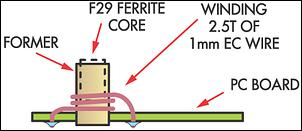 F29 FERRITE
CORE
FORMER
WINDING
2.5T OF
1mm EC WIRE
PC BOARD